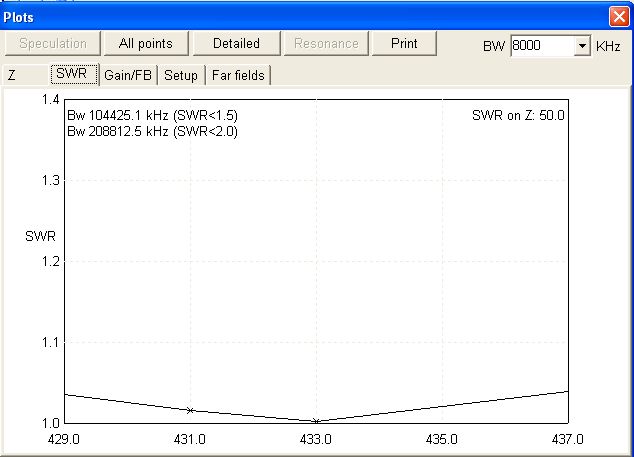 Plots
Speculation All points Detailed Resonance Print BW 8000 KHz
Z SWR Gain/FB Setup Far fields
1.4
Bw 104425.1 kHz (SWR<1.5) SWR on Z: 50.0
Bw 208812.5 kHz (SWR<2.0)
1.3
SWR
1.2
1.1
1.0
429.0 431.0 433.0 435.0 437.0